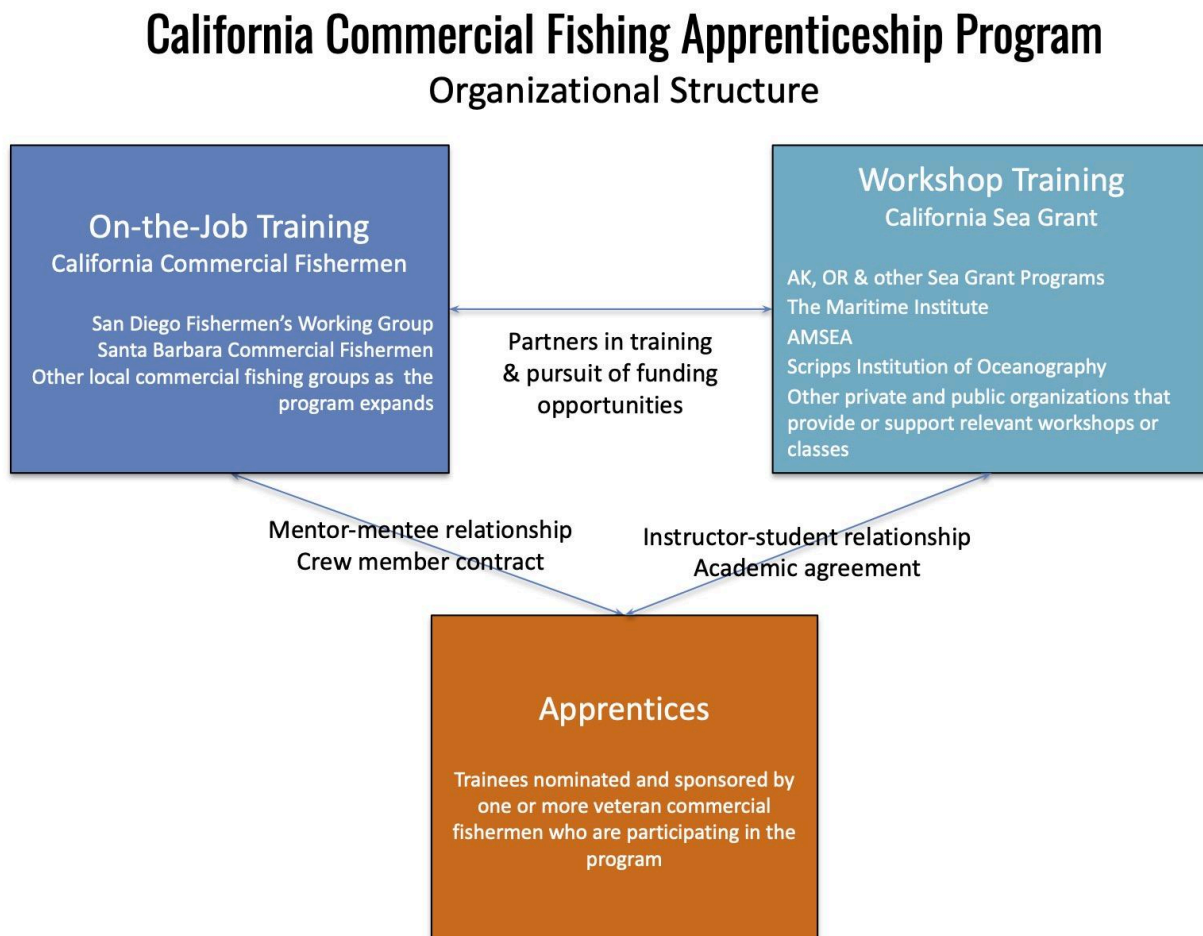 California Commercial Fishing Apprenticeship Program
Organizational Structure
On-the-Job Training
California Commercial Fishermen
San Diego Fishermen's Working Group
Santa Barbara Commercial Fishermen
Other local commercial fishing groups as the
program expands
Workshop Training
California Sea Grant
AK, OR & other Sea Grant Programs
The Maritime Institute
AMSEA
Scripps Institution of Oceanography
Other private and public organizations that
provide or support relevant workshops or
classes
Partners in training
& pursuit of funding
opportunities
Mentor-mentee relationship
Crew member contract
Instructor-student relationship
Academic agreement
Apprentices
Trainees nominated and sponsored by
one or more veteran commercial
fishermen who are participating in the
program